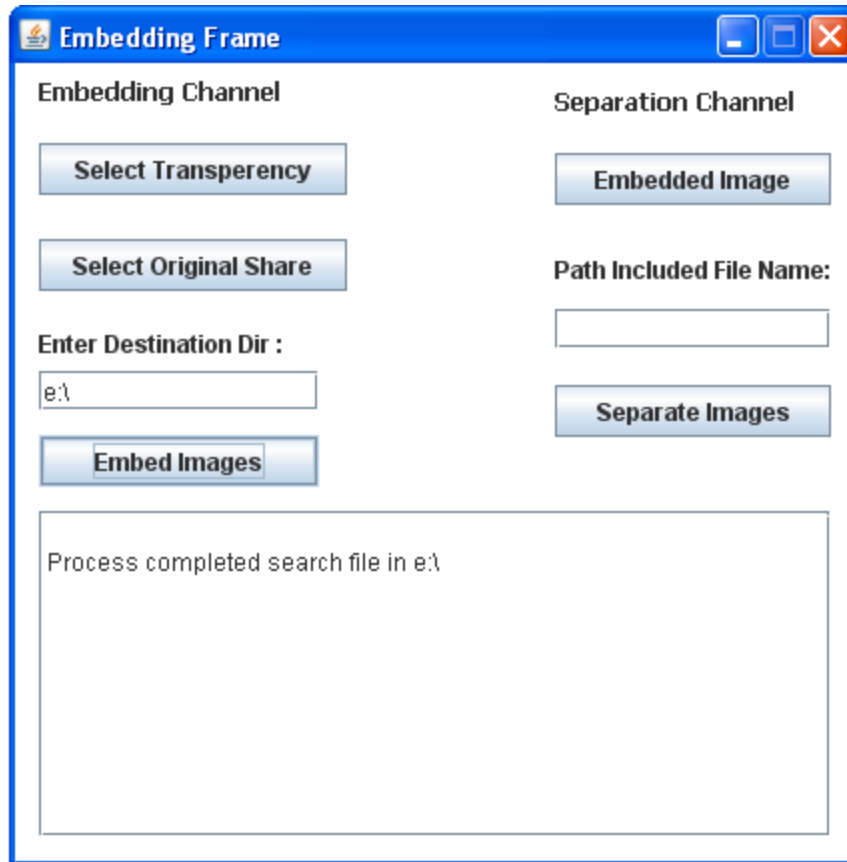 Embedding Frame
Embedding Channel
Select Transperency
Select Original Share
Enter Destination Dir :
e:\
Embed Images
Separation Channel
Embedded Image
Path Included File Name:
Separate Images
Process completed search file in e:\